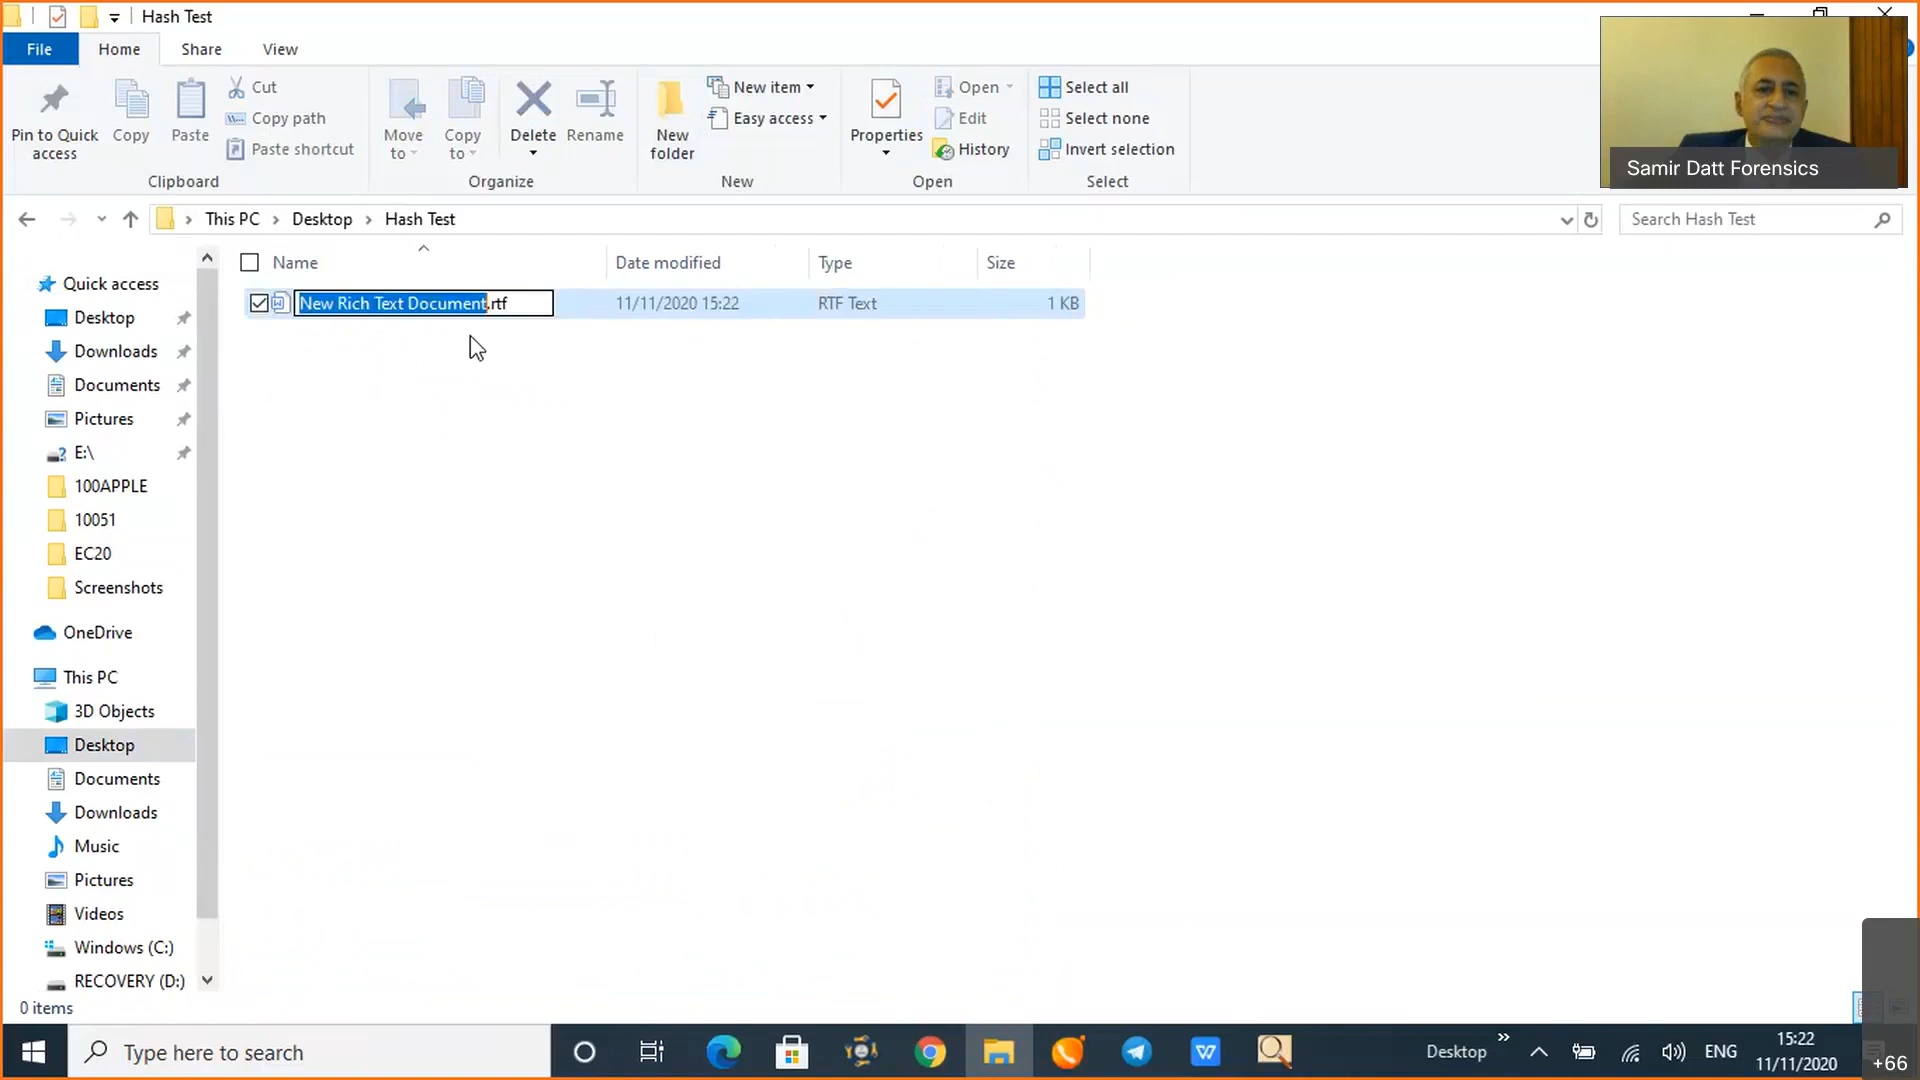 Hash Test
File Home Share View
Pin to Quick access
Copy
Paste
Cut
Copy path
Paste shortcut
Clipboard
Move to
Copy to
Delete
Rename
Organize
New folder
New item
Easy access
New
Properties
Open
Edit
History
Open
Select all
Select none
Invert selection
Select
Samir Datt Forensics
This PC > Desktop > Hash Test
Search Hash Test
Name Date modified Type Size
New Rich Text Document.rtf 11/11/2020 15:22 RTF Text 1 KB
Quick access
Desktop
Downloads
Documents
Pictures
E:\
100APPLE
10051
EC20
Screenshots
OneDrive
This PC
3D Objects
Desktop
Documents
Downloads
Music
Pictures
Videos
Windows (C:)
RECOVERY (D:)
0 items
Type here to search
Desktop
ENG
15:22
11/11/2020
+66